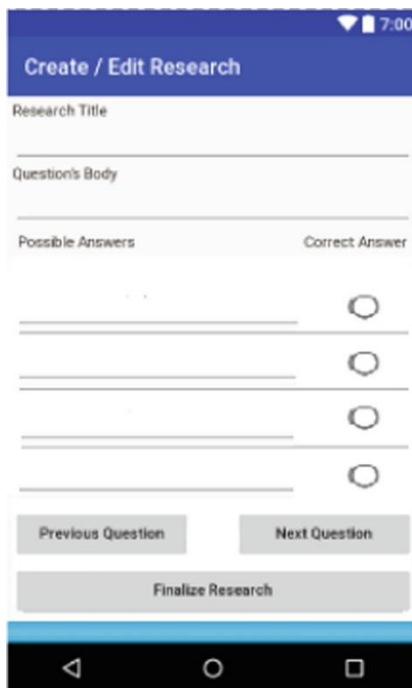 7:00
Create / Edit Research
Research Title
Question's Body
Possible Answers Correct Answer
Previous Question Next Question
Finalize Research